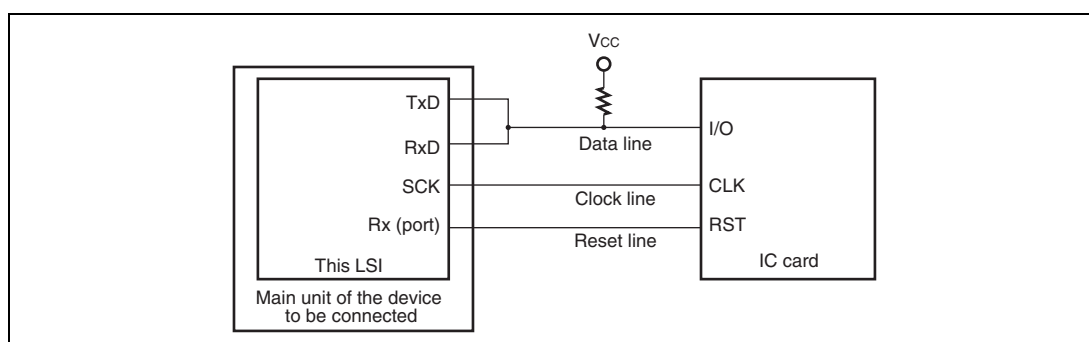 Vcc
TxD
RxD
SCK
Rx (port)
This LSI
Main unit of the device
to be connected
Data line
Clock line
Reset line
I/O
CLK
RST
IC card